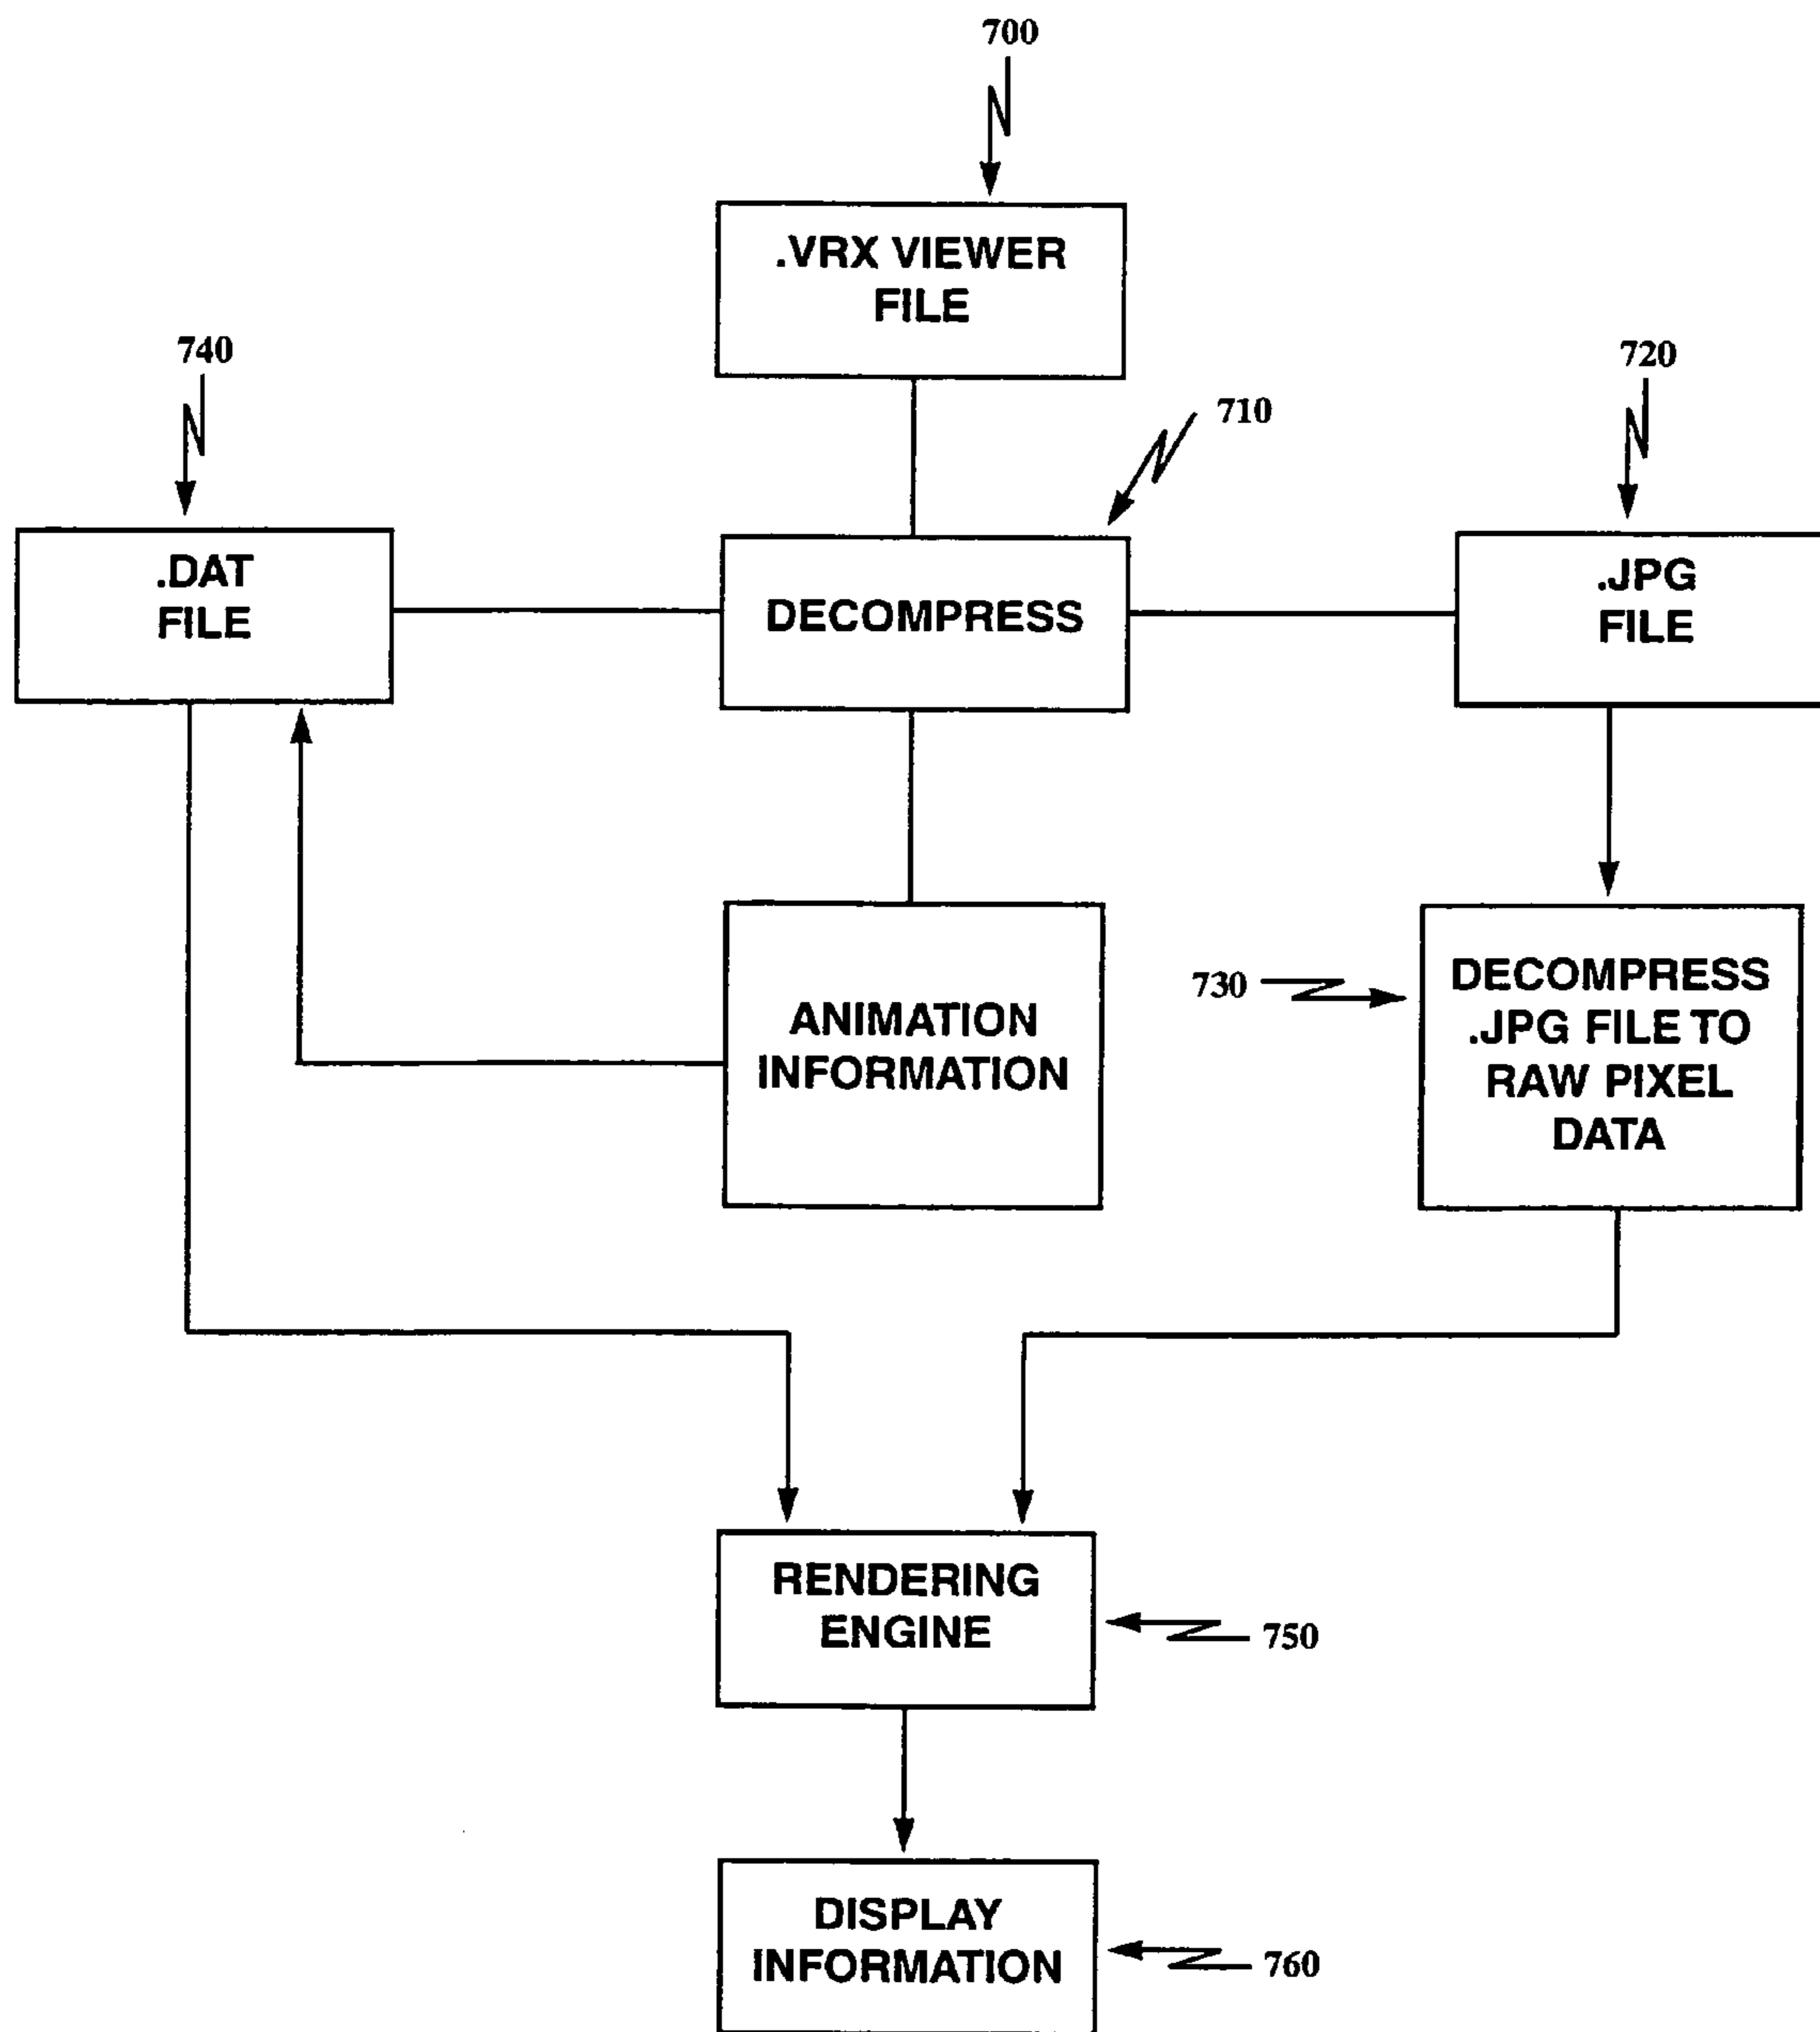 700
.VRX VIEWER
FILE
740
720
710
.DAT
FILE
DECOMPRESS
.JPG
FILE
ANIMATION
INFORMATION
730
DECOMPRESS
.JPG FILE TO
RAW PIXEL
DATA
RENDERING
ENGINE
750
DISPLAY
INFORMATION
760